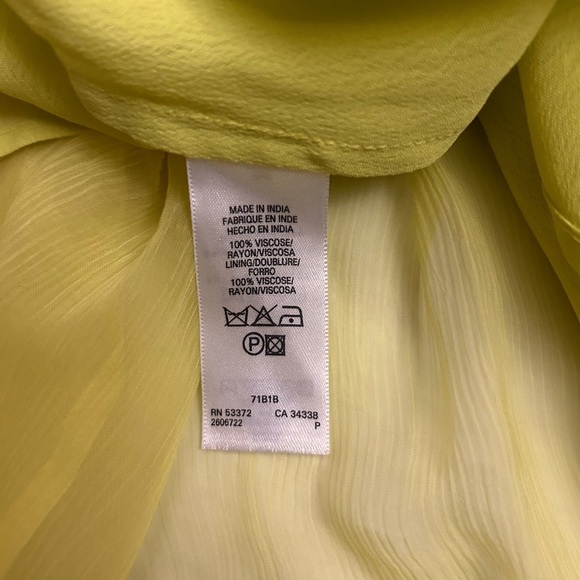 MADE IN INDIA
FABRIQUE EN INDE
HECHO EN INDIA
100% VISCOSE/
RAYON/VISCOSA
LINING/DOUBLURE/
FORRO
100% VISCOSE/
RAYON/VISCOSA
P
71B1B
RN 53372 CA 34338
2606722 P